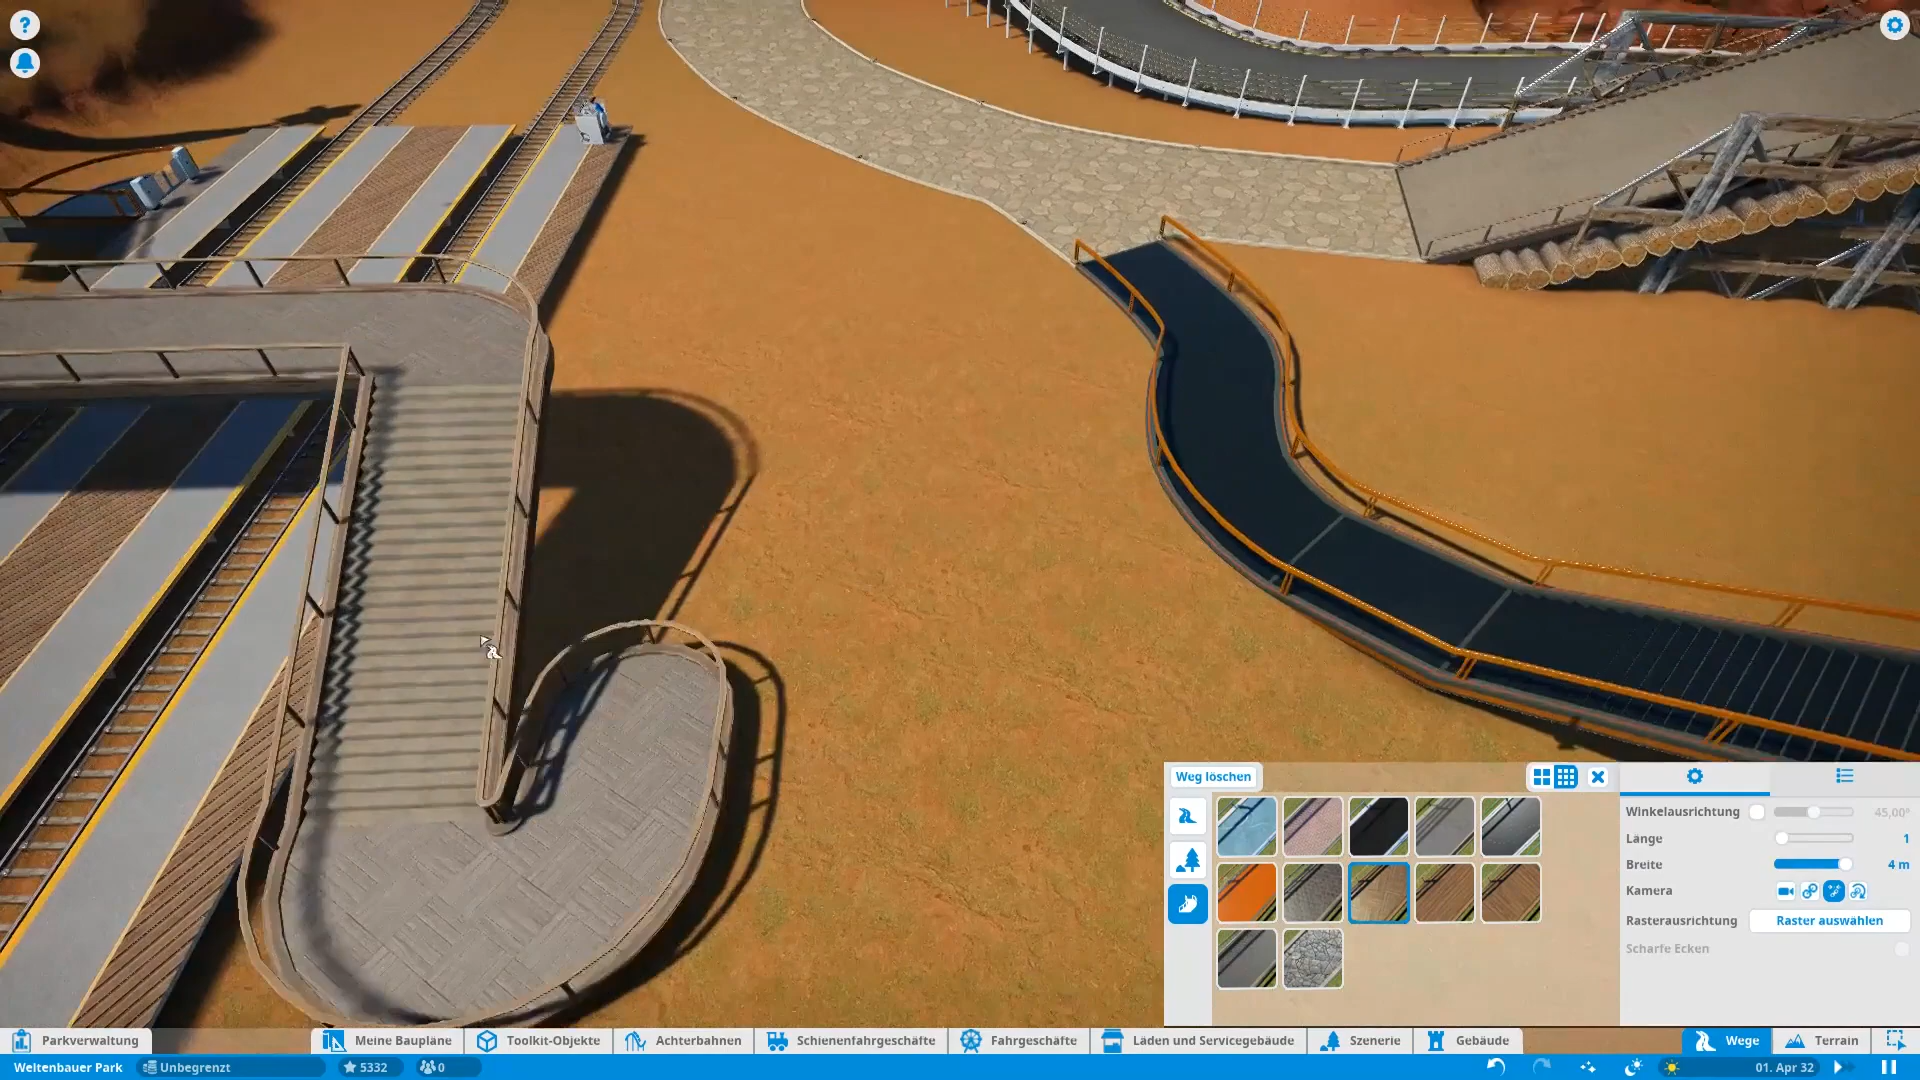 ?
Weg löschen
Winkelausrichtung 45,00°
Länge 1
Breite 4 m
Kamera
Rasterausrichtung Raster auswählen
Scharfe Ecken
Parkverwaltung Meine Baupläne Toolkit-Objekte Achterbahnen Schienenfahrgeschäfte Fahrgeschäfte Läden und Servicegebäude Szenerie Gebäude Wege Terrain
Weltenbauer Park Unbegrenzt 5332 0 01. Apr 32